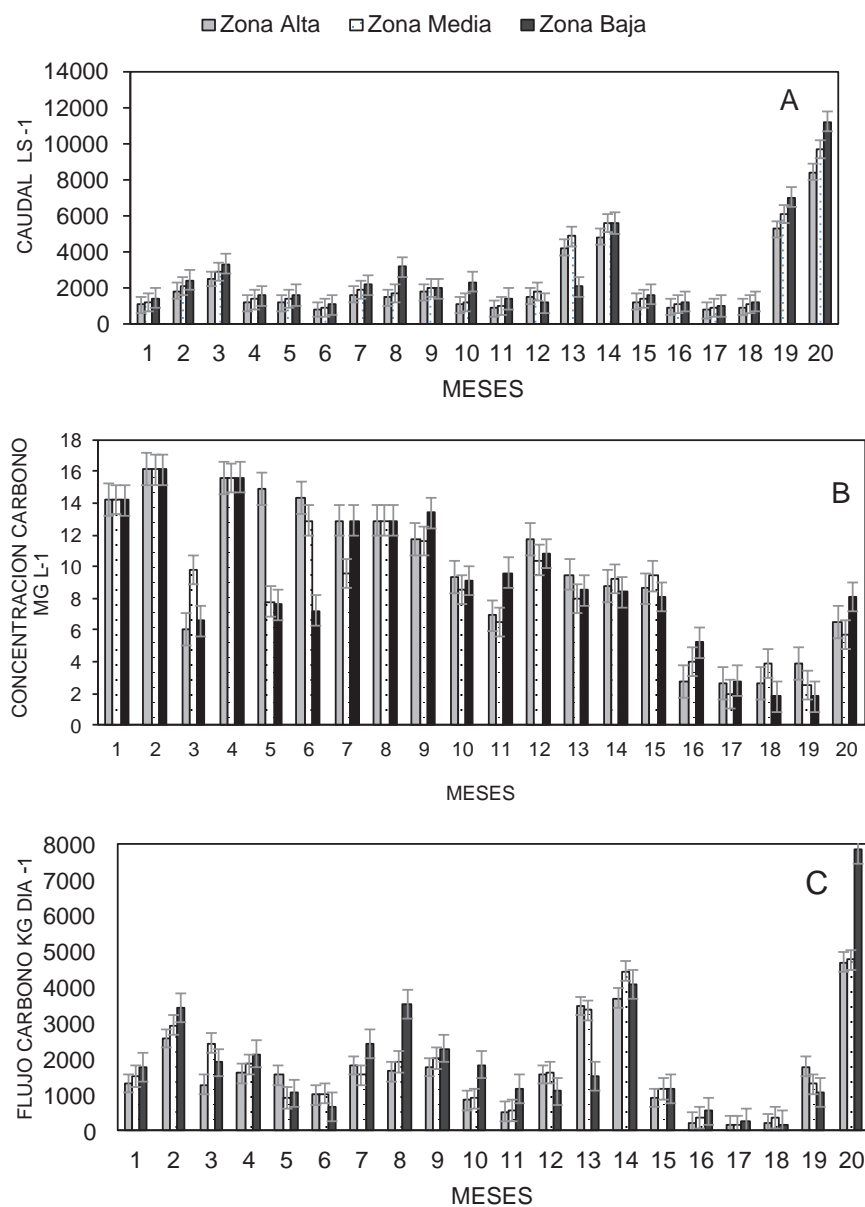 Zona Alta Zona Media Zona Baja
A
14000
12000
10000
8000
6000
4000
2000
0
CAUDAL LS -1
1 2 3 4 5 6 7 8 9 10 11 12 13 14 15 16 17 18 19 20
MESES
B
18
16
14
12
10
8
6
4
2
0
CONCENTRACION CARBONO
MG L-1
1 2 3 4 5 6 7 8 9 10 11 12 13 14 15 16 17 18 19 20
MESES
C
8000
7000
6000
5000
4000
3000
2000
1000
0
FLUJO CARBONO KG DIA -1
1 2 3 4 5 6 7 8 9 10 11 12 13 14 15 16 17 18 19 20
MESES